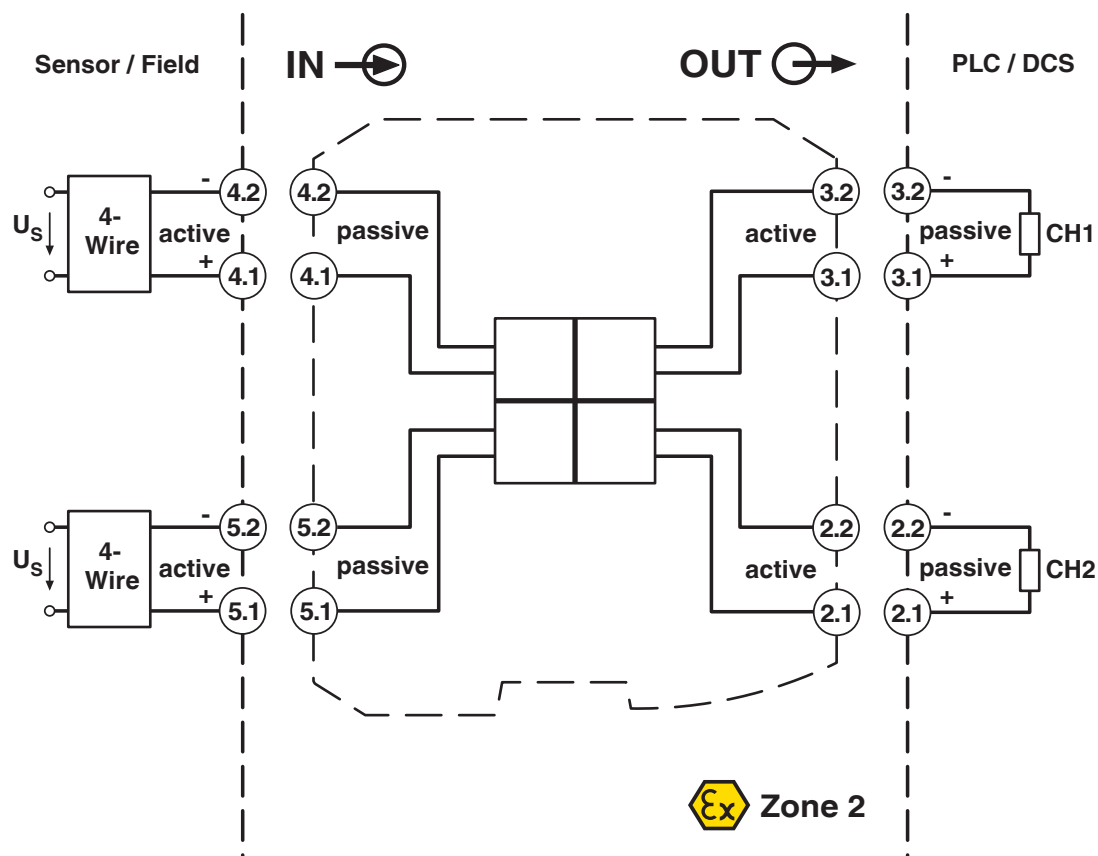 Sensor / Field
IN
OUT
PLC / DCS
US
4-
Wire
-
active
+
4.2
4.1
4.2
passive
4.1
3.2
active
3.1
3.2
3.1
-
passive
+
CH1
US
4-
Wire
-
active
+
5.2
5.1
5.2
passive
5.1
2.2
active
2.1
2.2
2.1
-
passive
+
CH2
Ex Zone 2